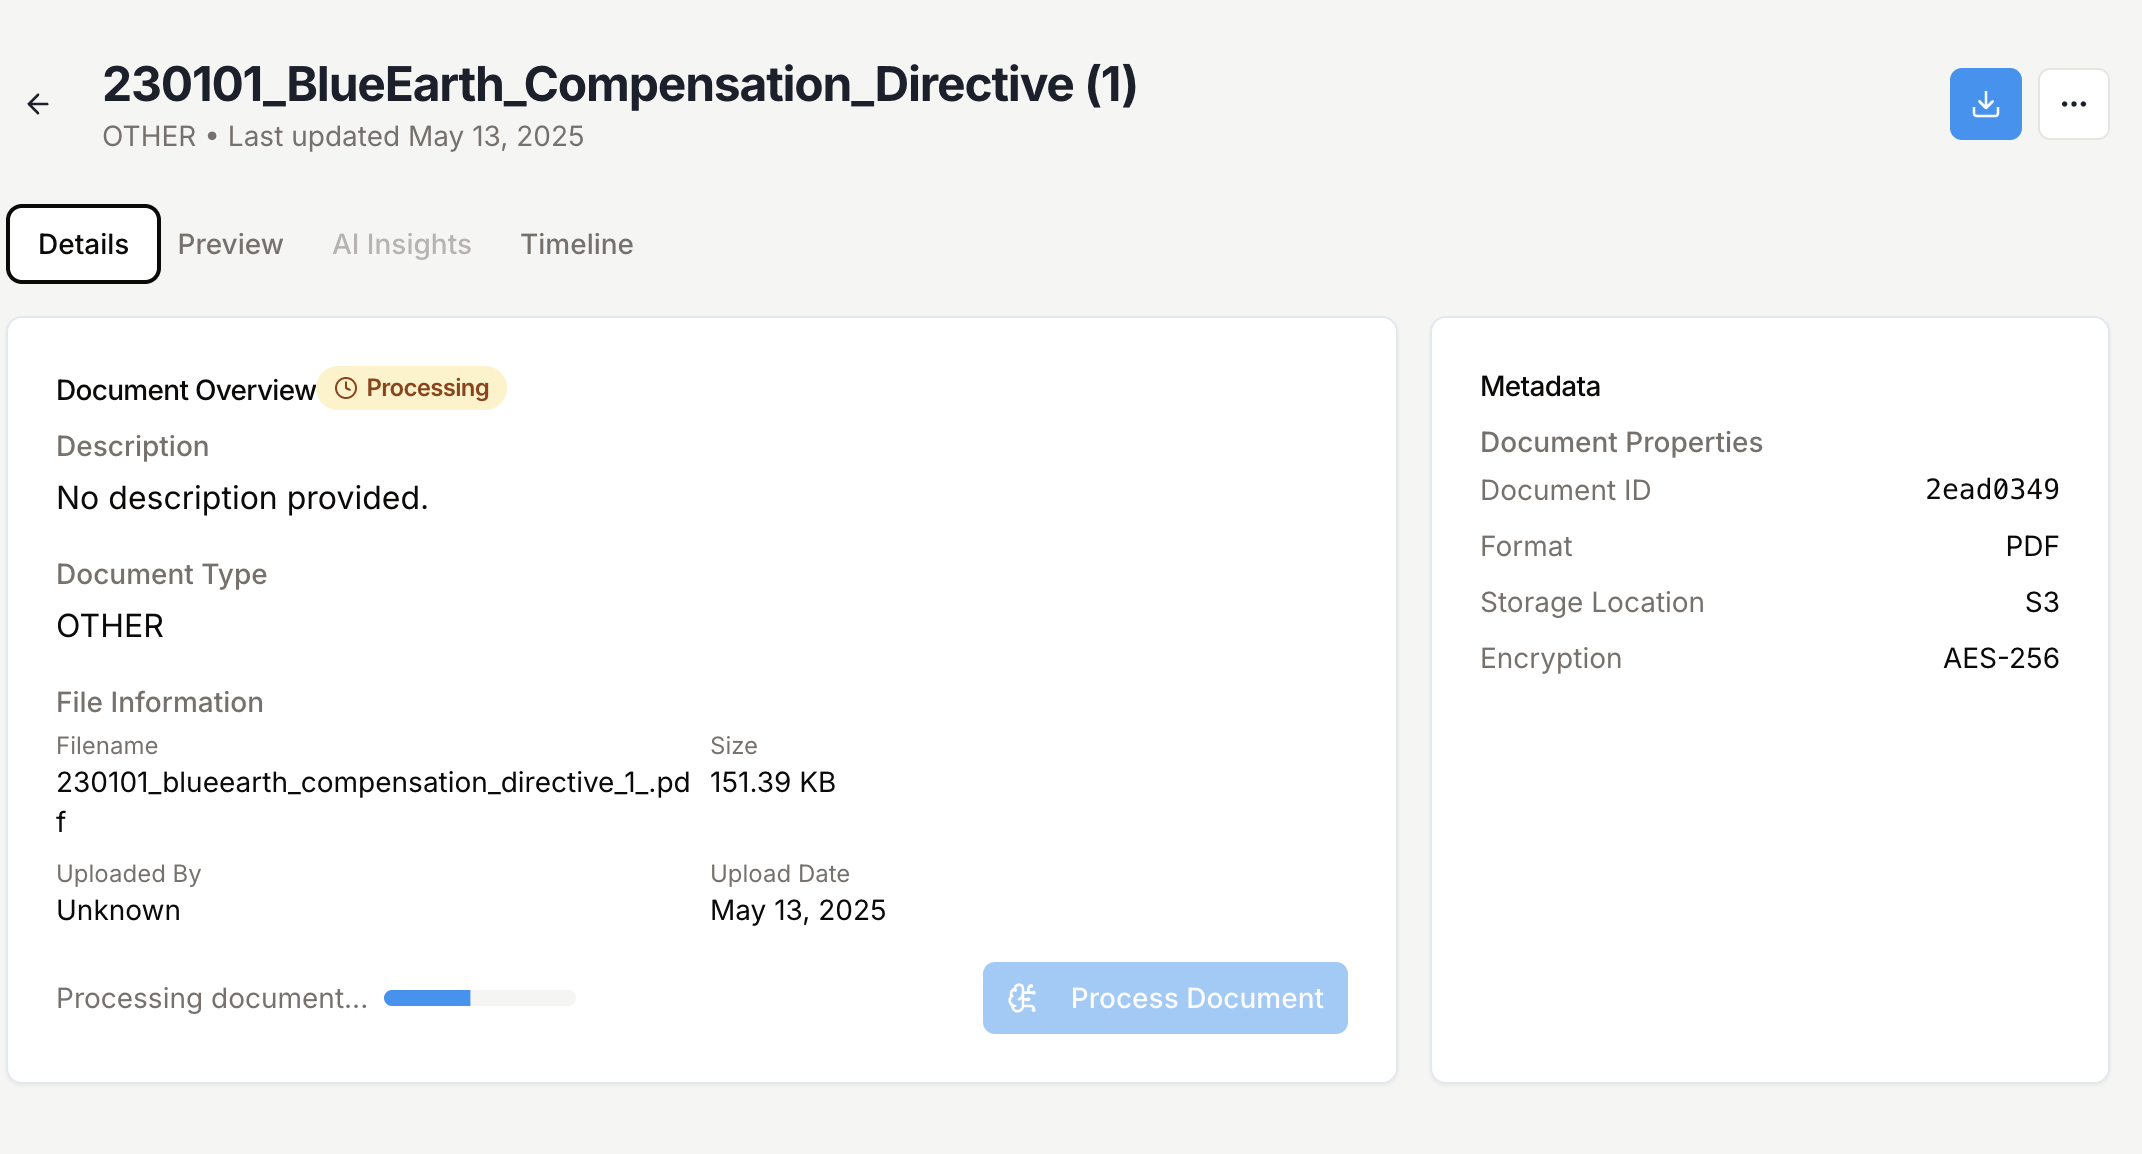 230101_BlueEarth_Compensation_Directive (1)
OTHER • Last updated May 13, 2025
Details
Preview
AI Insights
Timeline
Document Overview
Processing
Description
No description provided.
Document Type
OTHER
File Information
Filename
230101_blueearth_compensation_directive_1_.pd
f
Size
151.39 KB
Uploaded By
Unknown
Upload Date
May 13, 2025
Processing document...
Process Document
Metadata
Document Properties
Document ID
2ead0349
Format
PDF
Storage Location
S3
Encryption
AES-256